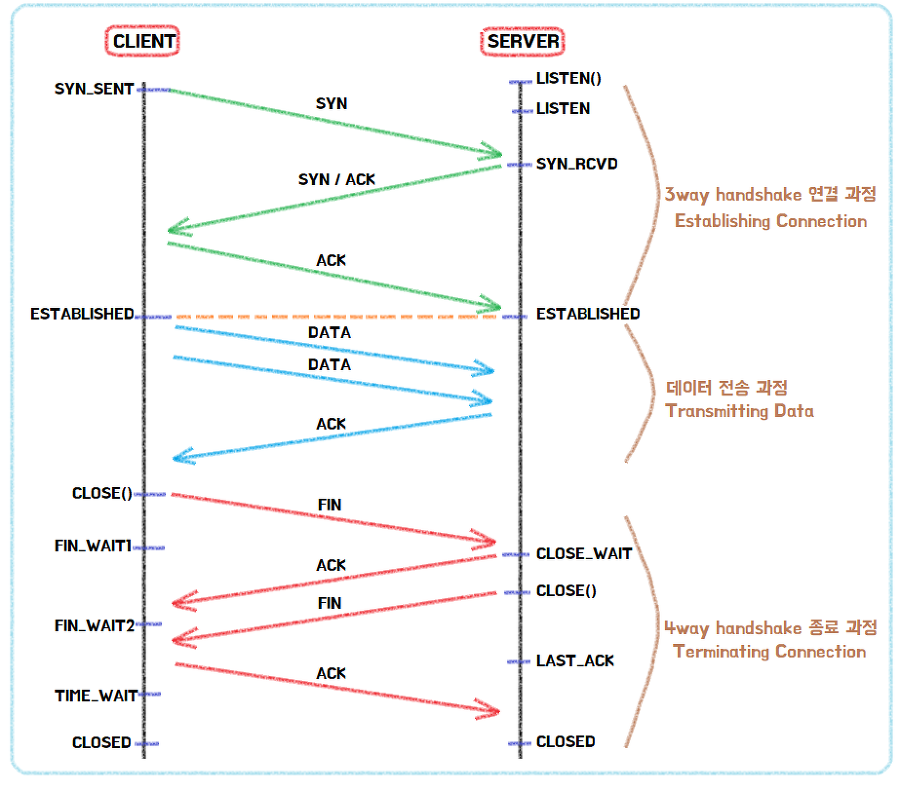 CLIENT
SERVER
LISTEN()
SYN_SENT
SYN
LISTEN
SYN_RCVD
SYN / ACK
3way handshake 연결 과정
Establishing Connection
ACK
ESTABLISHED
ESTABLISHED
DATA
DATA
데이터 전송 과정
Transmitting Data
ACK
CLOSE()
FIN
FIN_WAIT1
CLOSE_WAIT
ACK
CLOSE()
FIN
FIN_WAIT2
4way handshake 종료 과정
Terminating Connection
LAST_ACK
ACK
TIME_WAIT
CLOSED
CLOSED